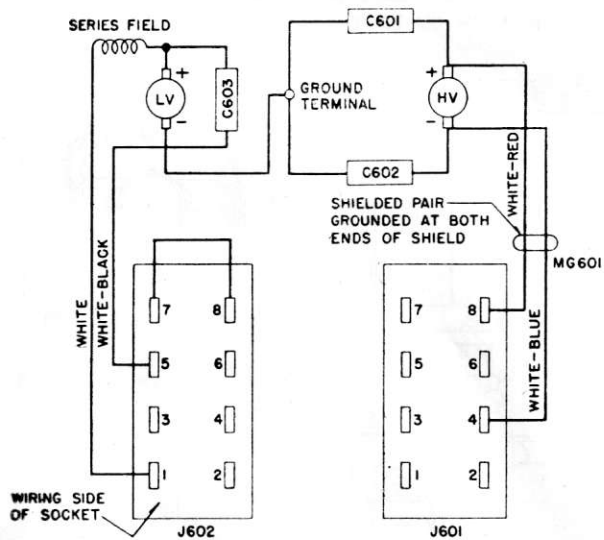 SERIES FIELD
C601
+
LV
-
C603
GROUND
TERMINAL
+
HV
-
C602
WHITE-RED
SHIELDED PAIR
GROUNDED AT BOTH
ENDS OF SHIELD
MG601
WHITE
WHITE-BLACK
WHITE-BLUE
7 8
5 6
3 4
1 2
7 8
5 6
3 4
1 2
WIRING SIDE
OF SOCKET
J602
J601